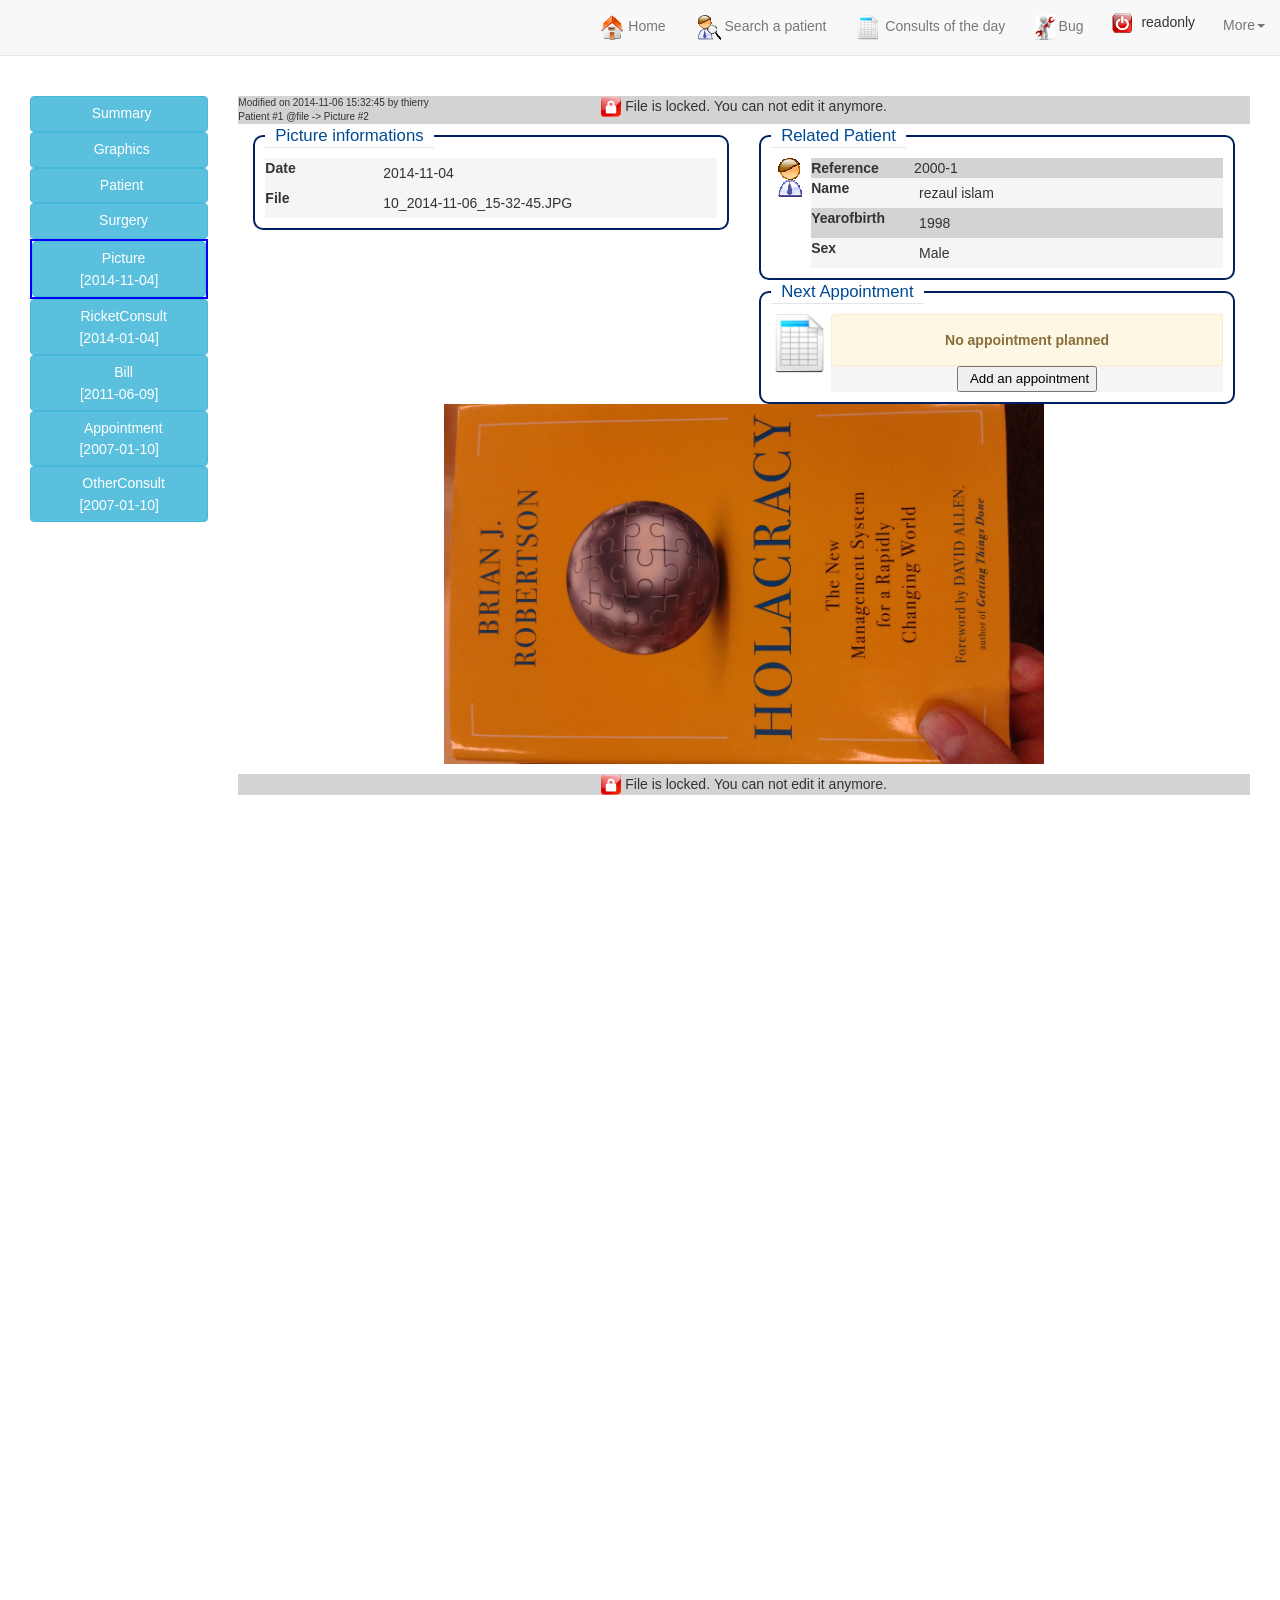 Home
Search a patient
Consults of the day
Bug
readonly
More
Summary
Graphics
Patient
Surgery
Picture
[2014-11-04]
RicketConsult
[2014-01-04]
Bill
[2011-06-09]
Appointment
[2007-01-10]
OtherConsult
[2007-01-10]
Modified on 2014-11-06 15:32:45 by thierry
Patient #1 @file -> Picture #2
File is locked. You can not edit it anymore.
Picture informations
Date 2014-11-04
File 10_2014-11-06_15-32-45.JPG
Related Patient
Reference 2000-1
Name rezaul islam
Yearofbirth 1998
Sex Male
Next Appointment
No appointment planned
Add an appointment
BRIAN J.
ROBERTSON
HOLACRACY
The New
Management System
for a Rapidly
Changing World
Foreword by DAVID ALLEN,
author of Getting Things Done
File is locked. You can not edit it anymore.